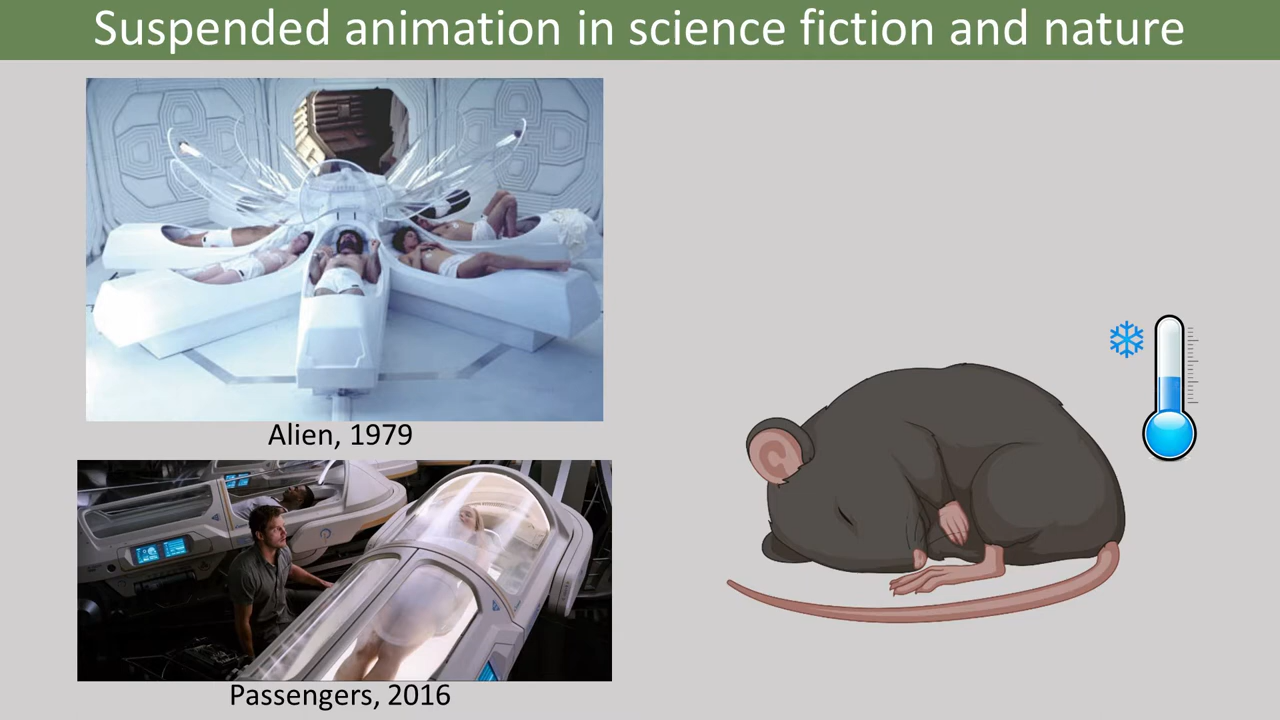 Suspended animation in science fiction and nature
Alien, 1979
Passengers, 2016